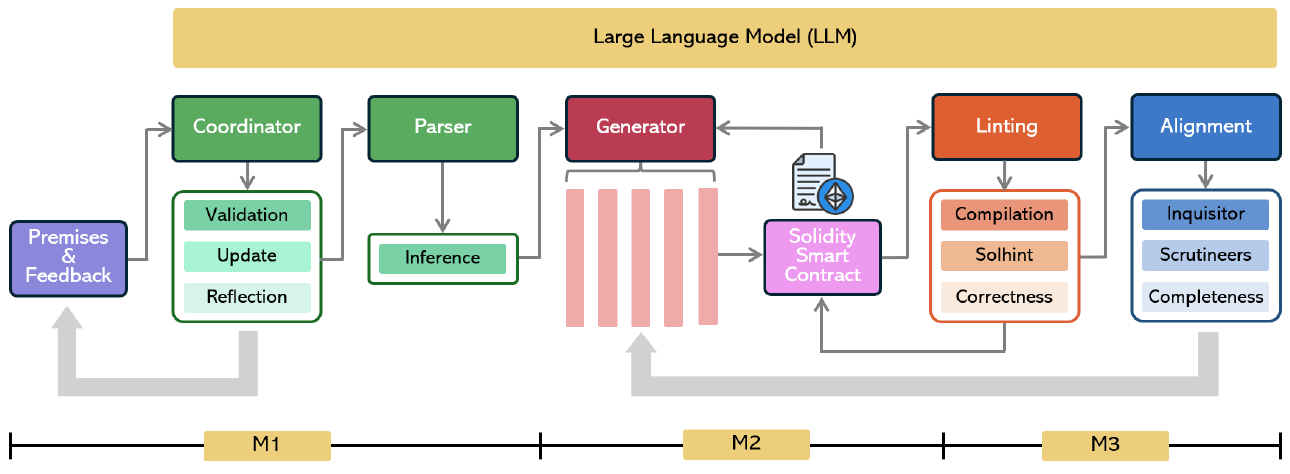 Large Language Model (LLM)
Coordinator
Parser
Generator
Linting
Alignment
Premises
&
Feedback
Validation
Update
Reflection
Inference
Solidity
Smart
Contract
Compilation
Solhint
Correctness
Inquisitor
Scrutineers
Completeness
M1
M2
M3